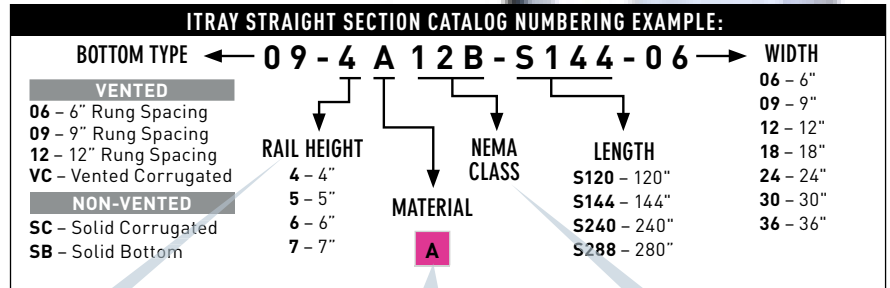 ITRAY STRAIGHT SECTION CATALOG NUMBERING EXAMPLE:
BOTTOM TYPE 09-4A12B-S144-06 WIDTH
VENTED
06 – 6” Rung Spacing
09 – 9” Rung Spacing
12 – 12” Rung Spacing
VC – Vented Corrugated
NON-VENTED
SC – Solid Corrugated
SB – Solid Bottom
RAIL HEIGHT
4 – 4”
5 – 5”
6 – 6”
7 – 7”
MATERIAL
A
NEMA
CLASS
LENGTH
S120 – 120"
S144 – 144"
S240 – 240"
S288 – 280”
06 – 6"
09 – 9"
12 – 12"
18 – 18"
24 – 24"
30 – 30"
36 – 36"